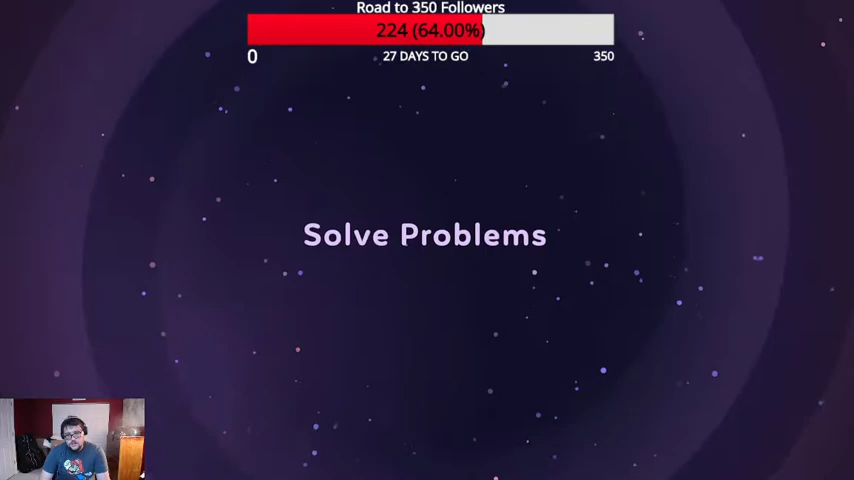 Road to 350 Followers
224 (64.00%)
0 27 DAYS TO GO 350
Solve Problems